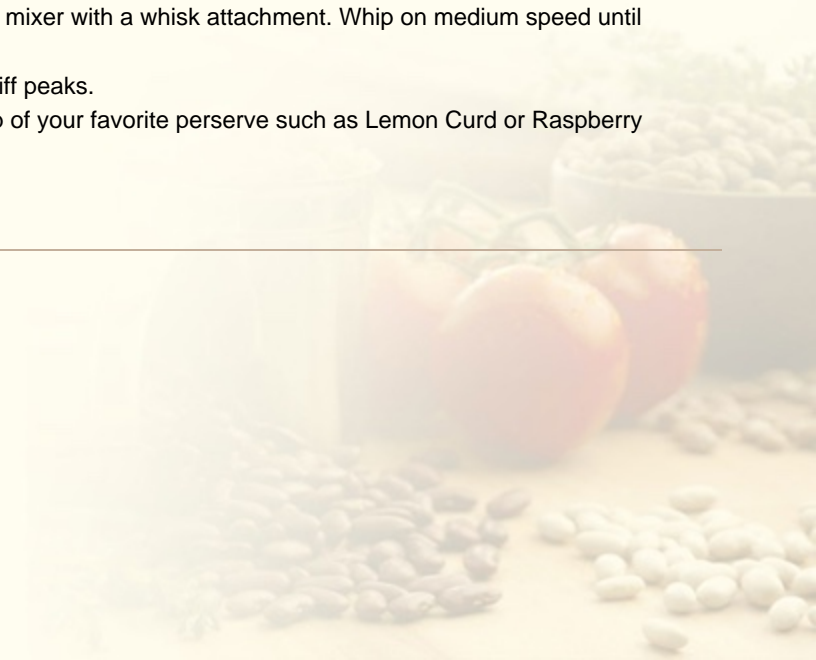 mixer with a whisk attachment. Whip on medium speed until
iff peaks.
of your favorite perserve such as Lemon Curd or Raspberry